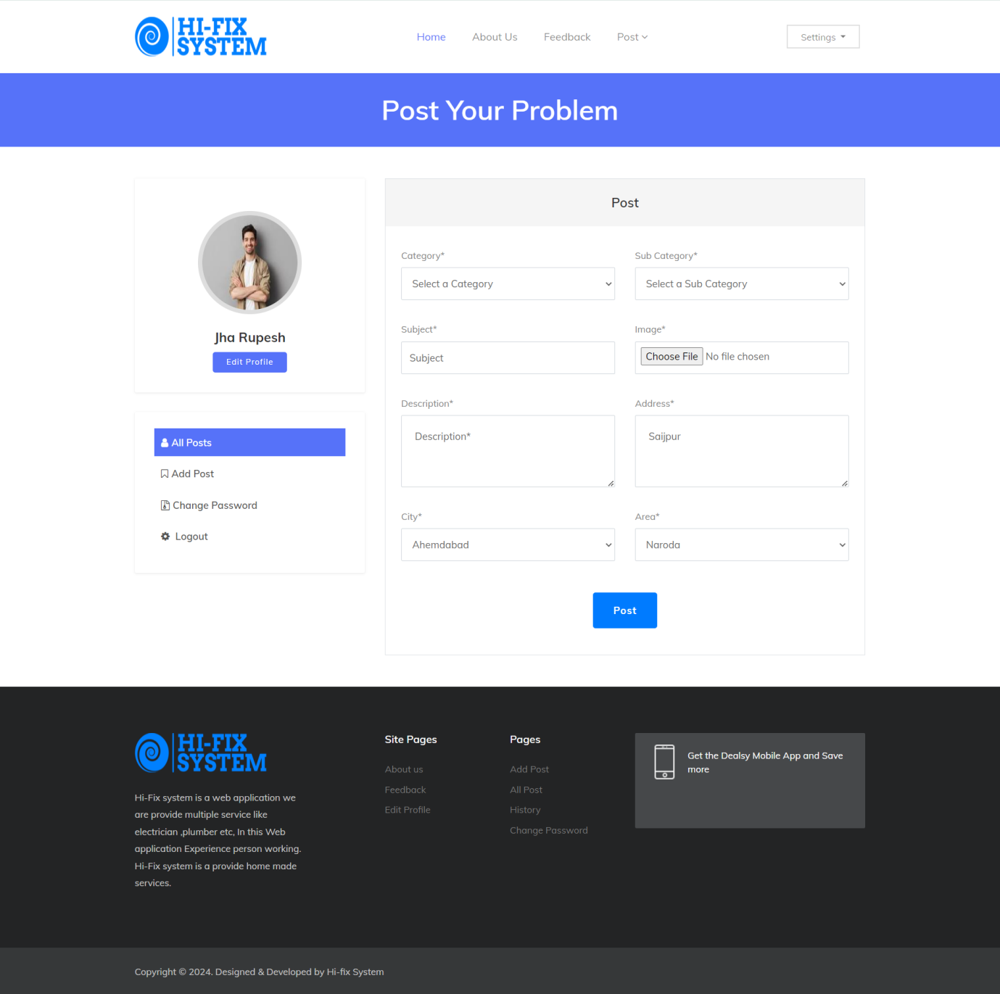 HI-FIX
SYSTEM
Home
About Us
Feedback
Post
Settings
Post Your Problem
Jha Rupesh
Edit Profile
All Posts
Add Post
Change Password
Logout
Post
Category*
Sub Category*
Select a Category
Select a Sub Category
Subject*
Image*
Subject
Choose File No file chosen
Description*
Address*
Description*
Saijpur
City*
Area*
Ahemdabad
Naroda
Post
HI-FIX
SYSTEM
Hi-Fix system is a web application we
are provide multiple service like
electrician ,plumber etc, In this Web
application Experience person working.
Hi-Fix system is a provide home made
services.
Site Pages
About us
Feedback
Edit Profile
Pages
Add Post
All Post
History
Change Password
Get the Dealsy Mobile App and Save
more
Copyright © 2024. Designed & Developed by Hi-fix System